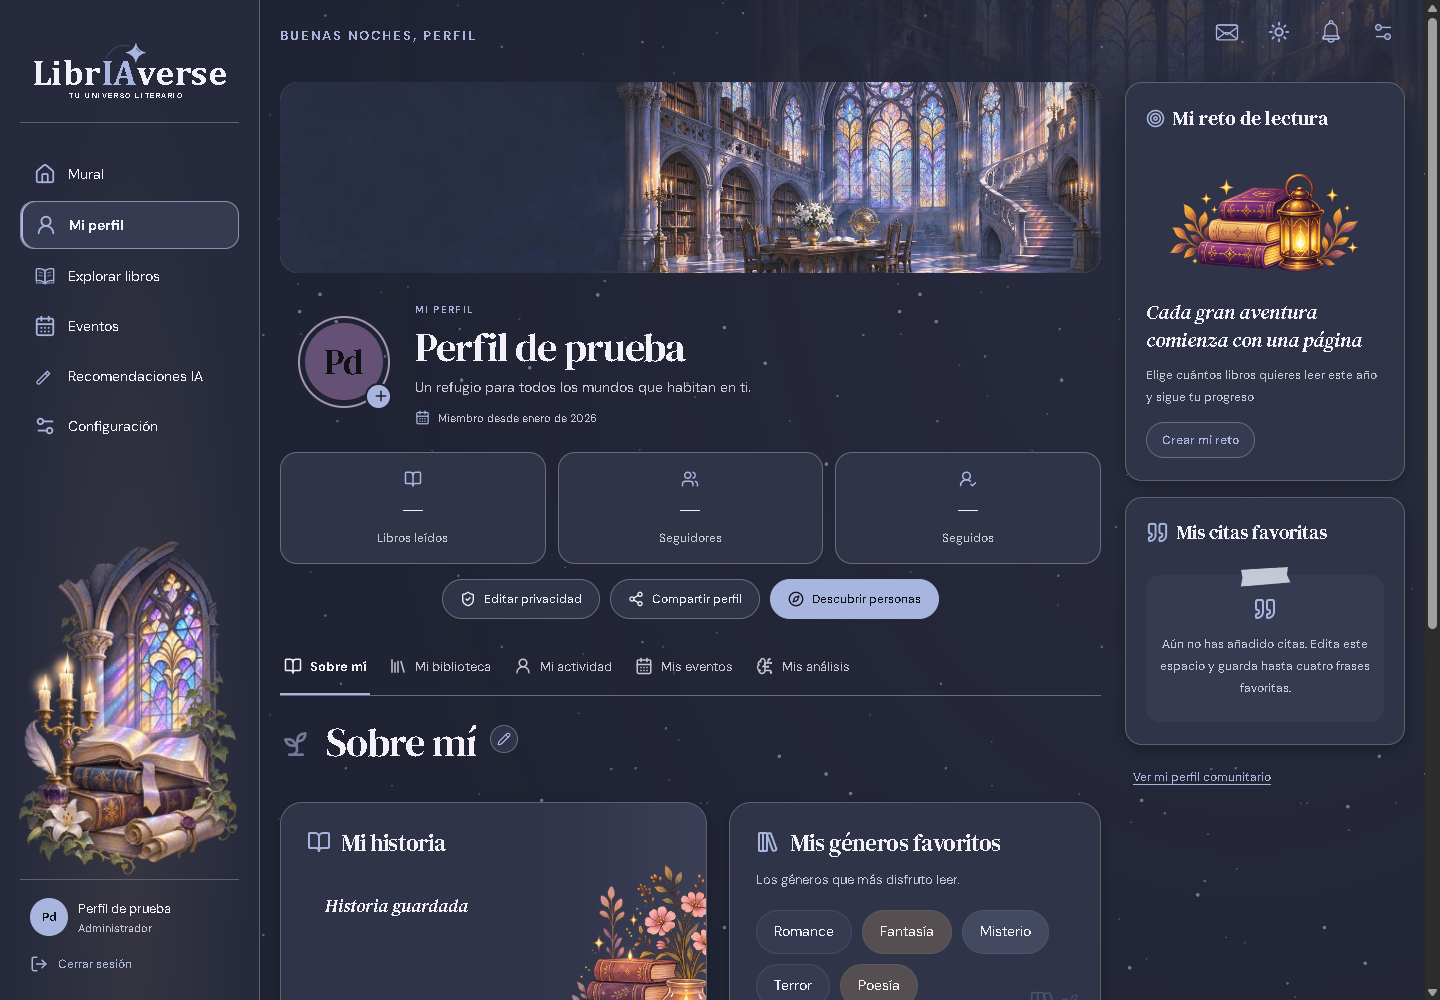 LibrIAverse
TU UNIVERSO LITERARIO
Mural
Mi perfil
Explorar libros
Eventos
Recomendaciones IA
Configuración
Pd
Perfil de prueba
Administrador
Cerrar sesión
BUENAS NOCHES, PERFIL
Pd
MI PERFIL
Perfil de prueba
Un refugio para todos los mundos que habitan en ti.
Miembro desde enero de 2026
—
Libros leídos
—
Seguidores
—
Seguidos
Editar privacidad
Compartir perfil
Descubrir personas
Sobre mí
Mi biblioteca
Mi actividad
Mis eventos
Mis análisis
Sobre mí
Mi historia
Historia guardada
Mis géneros favoritos
Los géneros que más disfruto leer.
Romance
Fantasía
Misterio
Terror
Poesía
Mi reto de lectura
Cada gran aventura
comienza con una página
Elige cuántos libros quieres leer este año
y sigue tu progreso
Crear mi reto
Mis citas favoritas
Aún no has añadido citas. Edita este
espacio y guarda hasta cuatro frases
favoritas.
Ver mi perfil comunitario